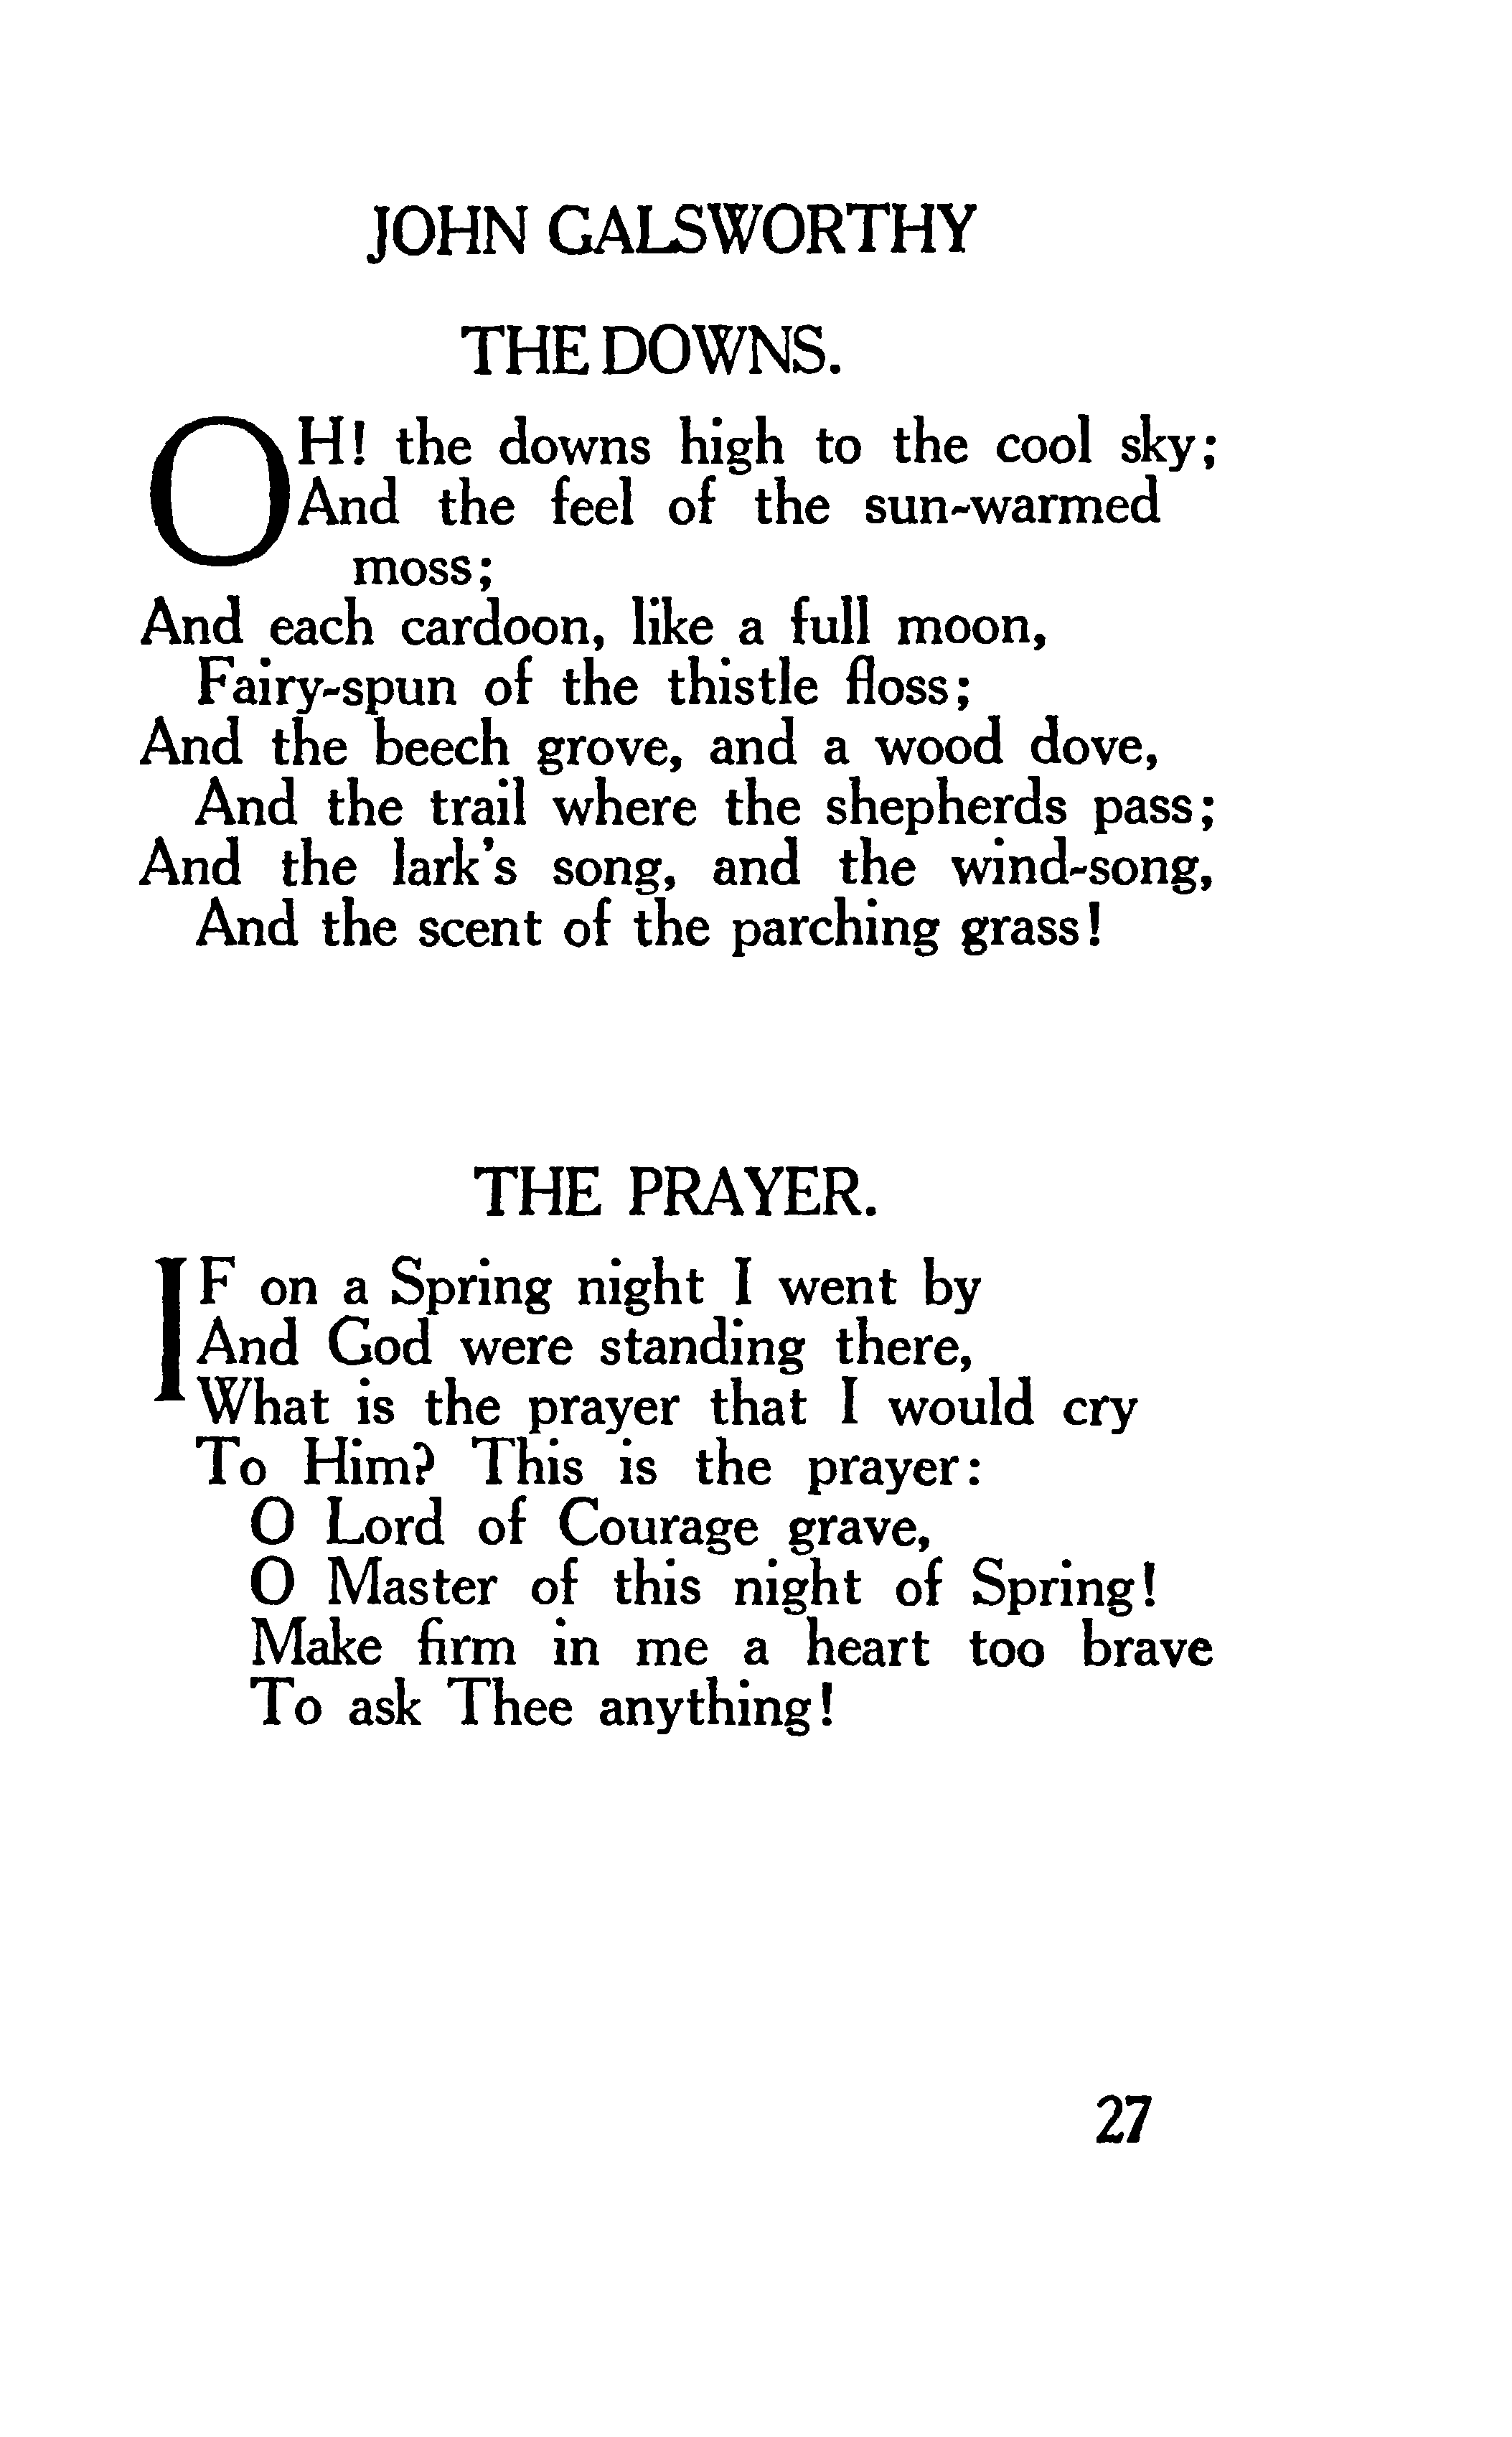 JOHN GALSWORTHY
THE DOWNS.
OH! the downs high to the cool sky;
And the feel of the sun-warmed
moss;
And each cardoon, like a full moon,
Fairy-spun of the thistle floss;
And the beech grove, and a wood dove,
And the trail where the shepherds pass;
And the lark's song, and the wind-song,
And the scent of the parching grass!
THE PRAYER.
IF on a Spring night I went by
And God were standing there,
What is the prayer that I would cry
To Him? This is the prayer:
O Lord of Courage grave,
O Master of this night of Spring!
Make firm in me a heart too brave
To ask Thee anything!
27